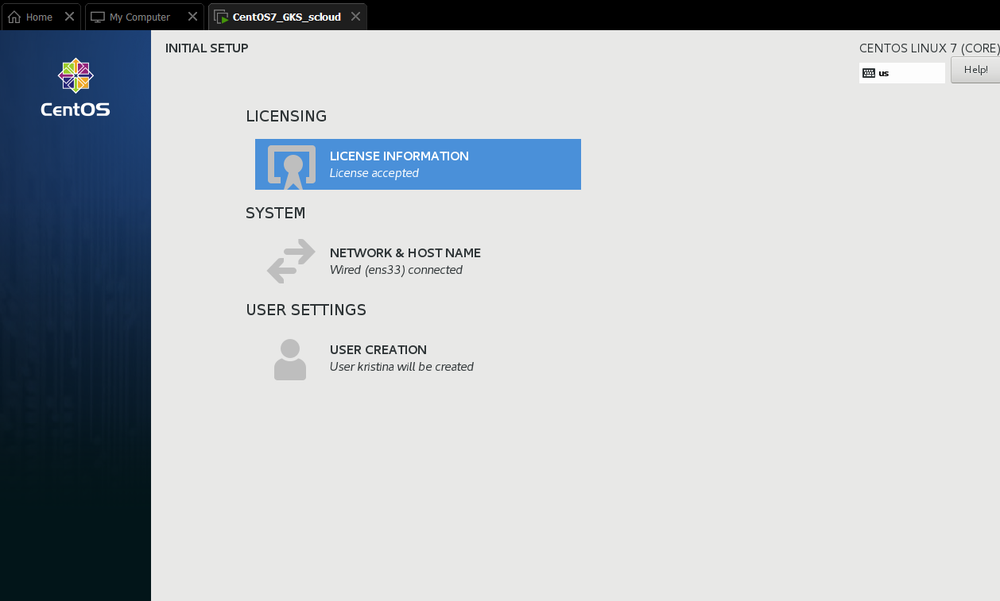 Home
My Computer
CentOS7_GKS_scloud
CentOS
INITIAL SETUP
CENTOS LINUX 7 (CORE)
us
Help!
LICENSING
LICENSE INFORMATION
License accepted
SYSTEM
NETWORK & HOST NAME
Wired (ens33) connected
USER SETTINGS
USER CREATION
User kristina will be created